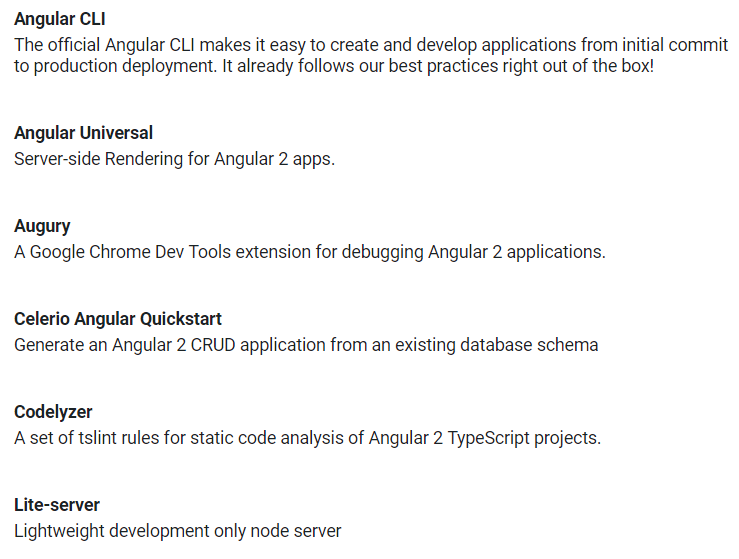 Angular CLI
The official Angular CLI makes it easy to create and develop applications from initial commit
to production deployment. It already follows our best practices right out of the box!
Angular Universal
Server-side Rendering for Angular 2 apps.
Augury
A Google Chrome Dev Tools extension for debugging Angular 2 applications.
Celerio Angular Quickstart
Generate an Angular 2 CRUD application from an existing database schema
Codelyzer
A set of tslint rules for static code analysis of Angular 2 TypeScript projects.
Lite-server
Lightweight development only node server